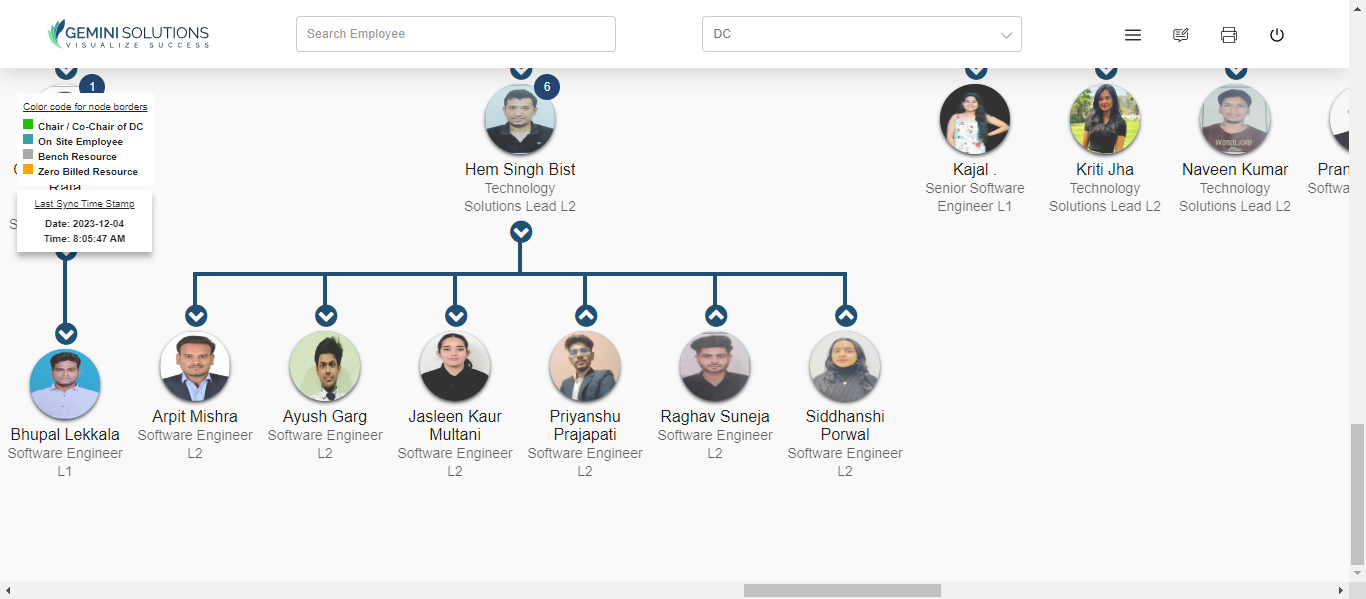 GEMINI SOLUTIONS
VISUALIZE SUCCESS
Search Employee
DC
1
6
Color code for node borders
Chair / Co-Chair of DC
On Site Employee
Bench Resource
Zero Billed Resource
Last Sync Time Stamp
Date: 2023-12-04
Time: 8:05:47 AM
Hem Singh Bist
Technology
Solutions Lead L2
Kajal .
Senior Software
Engineer L1
Kriti Jha
Technology
Solutions Lead L2
Naveen Kumar
Technology
Solutions Lead L2
WOODLAND
Bhupal Lekkala
Software Engineer
L1
Arpit Mishra
Software Engineer
L2
Ayush Garg
Software Engineer
L2
Jasleen Kaur
Multani
Software Engineer
L2
Priyanshu
Prajapati
Software Engineer
L2
Raghav Suneja
Software Engineer
L2
Siddhanshi
Porwal
Software Engineer
L2